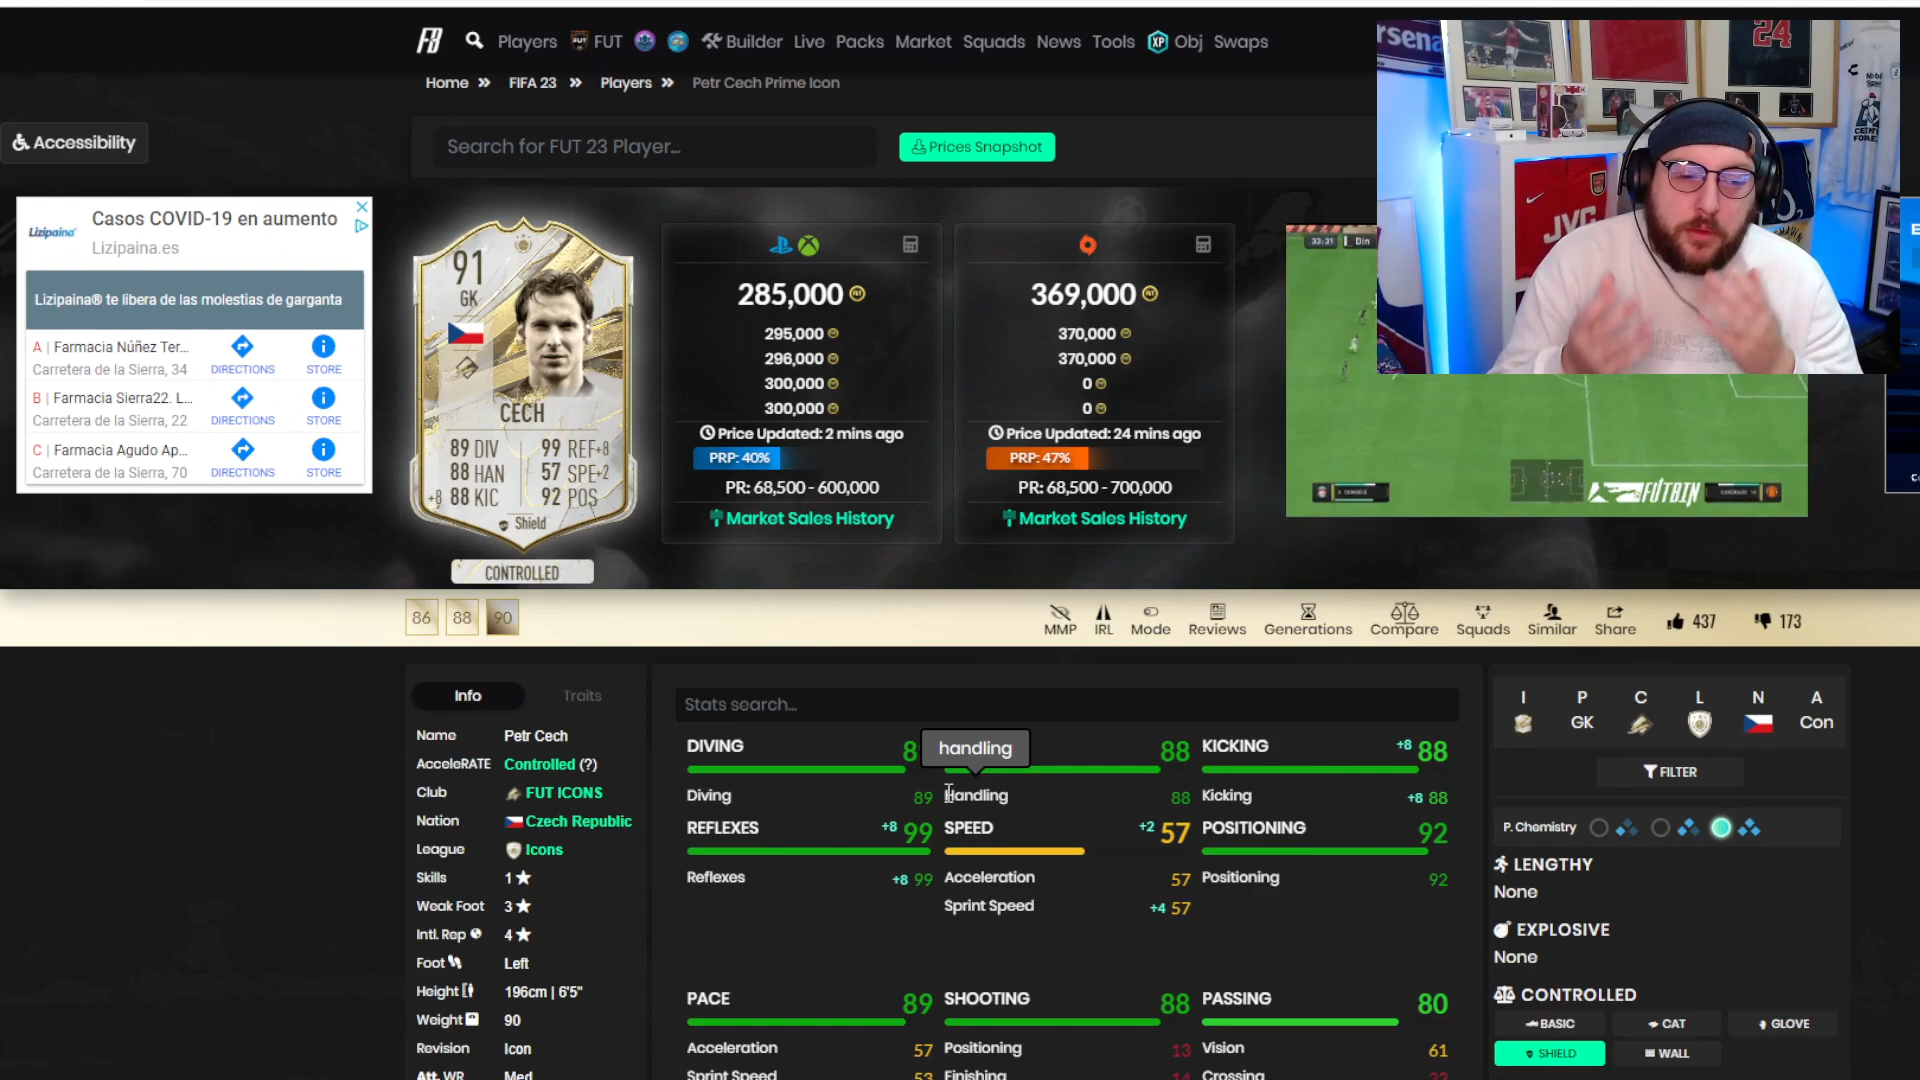 Players FUT Builder Live Packs Market Squads News Tools XP Obj Swaps
Home » FIFA 23 » Players » Petr Cech Prime Icon
Accessibility
Search for FUT 23 Player...
Prices Snapshot
Lizipaina
Casos COVID-19 en aumento
Lizipaina.es
Lizipaina® te libera de las molestias de garganta
A | Farmacia Núñez Ter...
Carretera de la Sierra, 34
DIRECTIONS STORE
B | Farmacia Sierra22. L...
Carretera de la Sierra, 22
DIRECTIONS STORE
C | Farmacia Agudo Ap...
Carretera de la Sierra, 70
DIRECTIONS STORE
91
GK
CECH
89 DIV 99 REF+8
88 HAN 57 SPE+2
+8 88 KIC 92 POS
Shield
CONTROLLED
285,000
295,000
296,000
300,000
300,000
Price Updated: 2 mins ago
PRP: 40%
PR: 68,500 - 600,000
Market Sales History
369,000
370,000
370,000
0
0
Price Updated: 24 mins ago
PRP: 47%
PR: 68,500 - 700,000
Market Sales History
33:31 Din
FUTBIN
JVC
24
86 88 90
MMP IRL Mode Reviews Generations Compare Squads Similar Share 437 173
Info Traits
Name Petr Cech
AcceleRATE Controlled (?)
Club FUT ICONS
Nation Czech Republic
League Icons
Skills 1
Weak Foot 3
Intl. Rep 4
Foot Left
Height 196cm | 6'5"
Weight 90
Revision Icon
Att. WR Med
Stats search...
handling
DIVING 8 88 KICKING +8 88
Diving 89 Handling 88 Kicking +8 88
REFLEXES +8 99 SPEED +2 57 POSITIONING 92
Reflexes +8 99 Acceleration 57 Positioning 92
Sprint Speed +4 57
PACE 89 SHOOTING 88 PASSING 80
Acceleration 57 Positioning 13 Vision 61
Sprint Speed 53 Finishing 14 Crossing
I P C L N A
GK Con
FILTER
P. Chemistry
LENGTHY
None
EXPLOSIVE
None
CONTROLLED
BASIC CAT GLOVE
SHIELD WALL